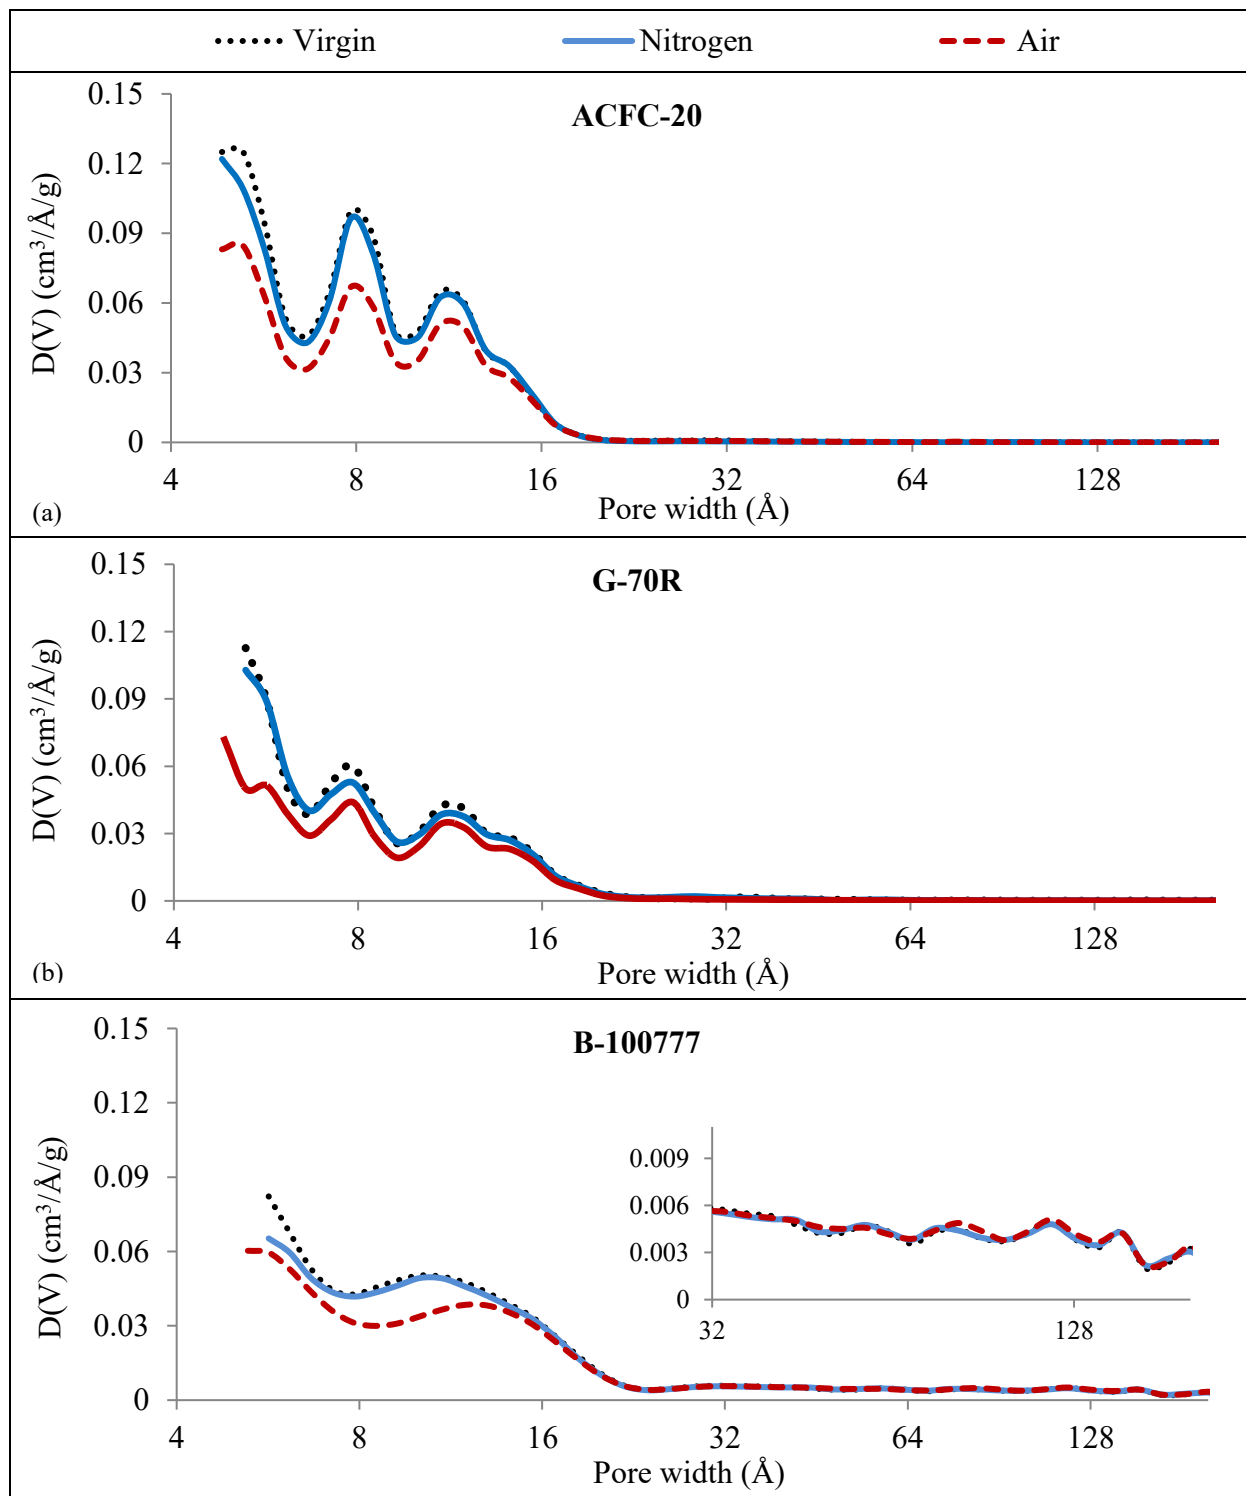 Virgin Nitrogen Air
ACFC-20
D(V) (cm³/Å/g)
0.15
0.12
0.09
0.06
0.03
0
4 8 16 32 64 128
Pore width (Å)
(a)
G-70R
D(V) (cm³/Å/g)
0.15
0.12
0.09
0.06
0.03
0
4 8 16 32 64 128
Pore width (Å)
(b)
B-100777
D(V) (cm³/Å/g)
0.15
0.12
0.09
0.06
0.03
0
0.009
0.006
0.003
0
32 128
4 8 16 32 64 128
Pore width (Å)